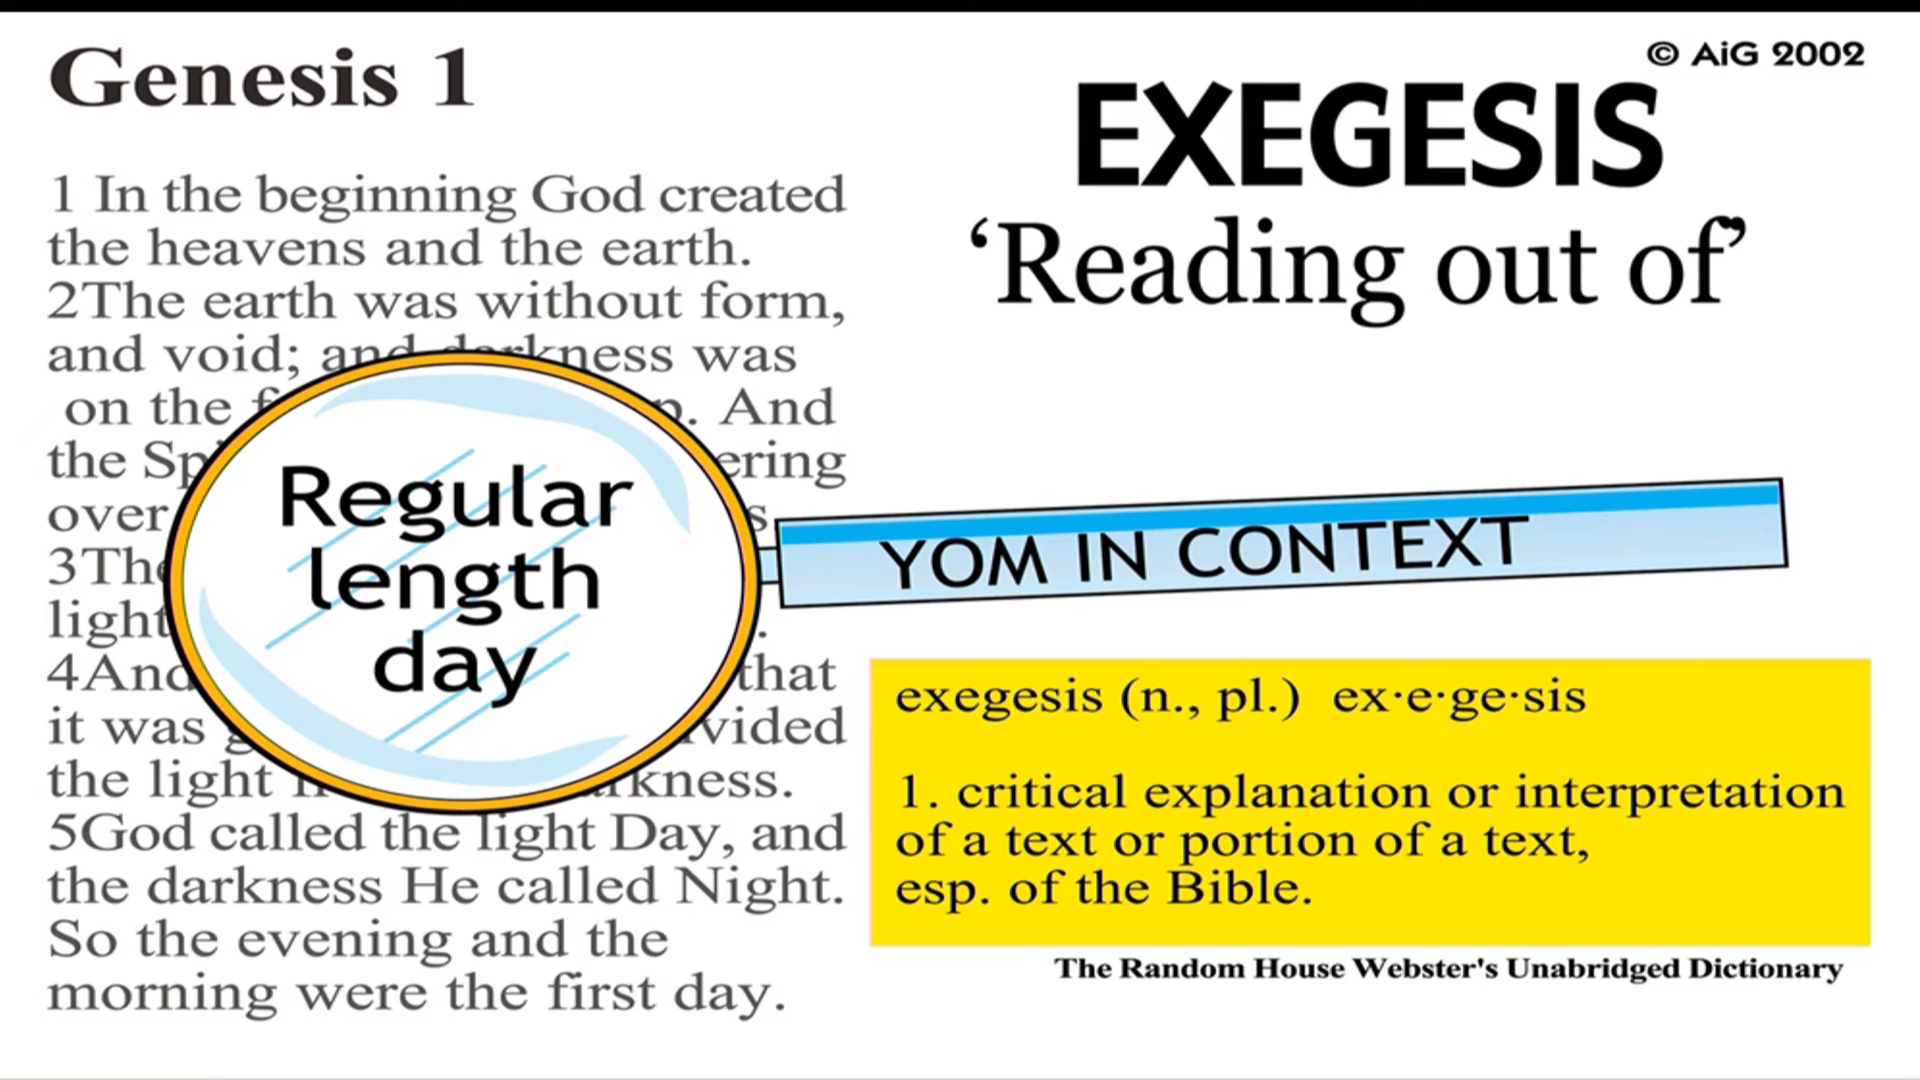 Genesis 1
1 In the beginning God created
the heavens and the earth.
2The earth was without form,
and void; and darkness was
on the . And
the ering
over
3The
light .
4And that
it was vided
the light kness.
5God called the light Day, and
the darkness He called Night.
So the evening and the
morning were the first day.
Regular
length
day
© AiG 2002
EXEGESIS
‘Reading out of’
YOM IN CONTEXT
exegesis (n., pl.) ex·e·ge·sis
1. critical explanation or interpretation
of a text or portion of a text,
esp. of the Bible.
The Random House Webster's Unabridged Dictionary